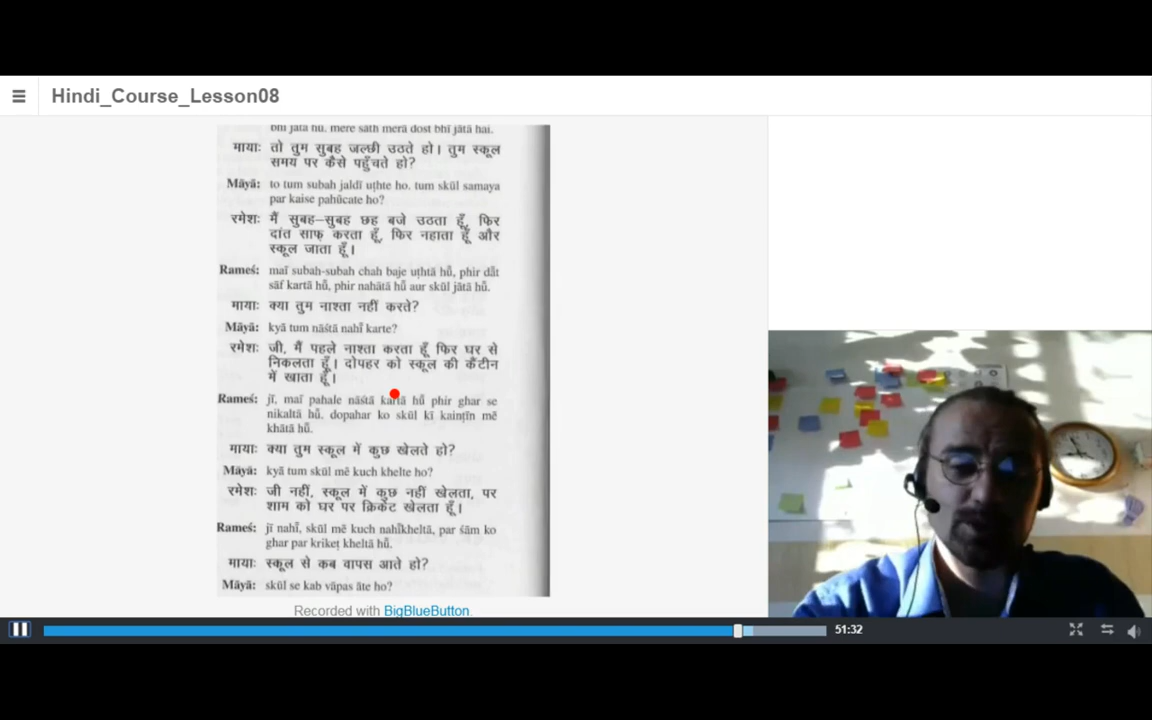 Hindi_Course_Lesson08
bhī jātā hū̃. mere sāth merā dost bhī jātā hai.
माया: तो तुम सुबह जल्छी उठते हो। तुम स्कूल
समय पर कैसे पहुँचते हो?
Māyā: to tum subah jaldī uṭhte ho. tum skūl samaya
par kaise pahũcate ho?
रमेश: मैं सुबह–सुबह छह बजे उठता हूँ, फिर
दांत साफ़ करता हूँ, फिर नहाता हूँ और
स्कूल जाता हूँ।
Rameś: maĩ subah-subah chah baje uṭhtā hū̃, phir dā̃t
sāf kartā hū̃, phir nahātā hū̃ aur skūl jātā hū̃.
माया: क्या तुम नाश्ता नहीं करते?
Māyā: kyā tum nāśtā nahī̃ karte?
रमेश: जी, मैं पहले नाश्ता करता हूँ फिर घर से
निकलता हूँ। दोपहर को स्कूल की कैंटीन
में खाता हूँ।
Rameś: jī, maĩ pahale nāśtā kartā hū̃ phir ghar se
nikaltā hū̃. dopahar ko skūl kī kainṭīn mẽ
khātā hū̃.
माया: क्या तुम स्कूल में कुछ खेलते हो?
Māyā: kyā tum skūl mẽ kuch khelte ho?
रमेश: जी नहीं, स्कूल में कुछ नहीं खेलता, पर
शाम को घर पर क्रिकेट खेलता हूँ।
Rameś: jī nahī̃, skūl mẽ kuch nahī̃kheltā, par śām ko
ghar par krikeṭ kheltā hū̃.
माया: स्कूल से कब वापस आते हो?
Māyā: skūl se kab vāpas āte ho?
Recorded with BigBlueButton.
51:32